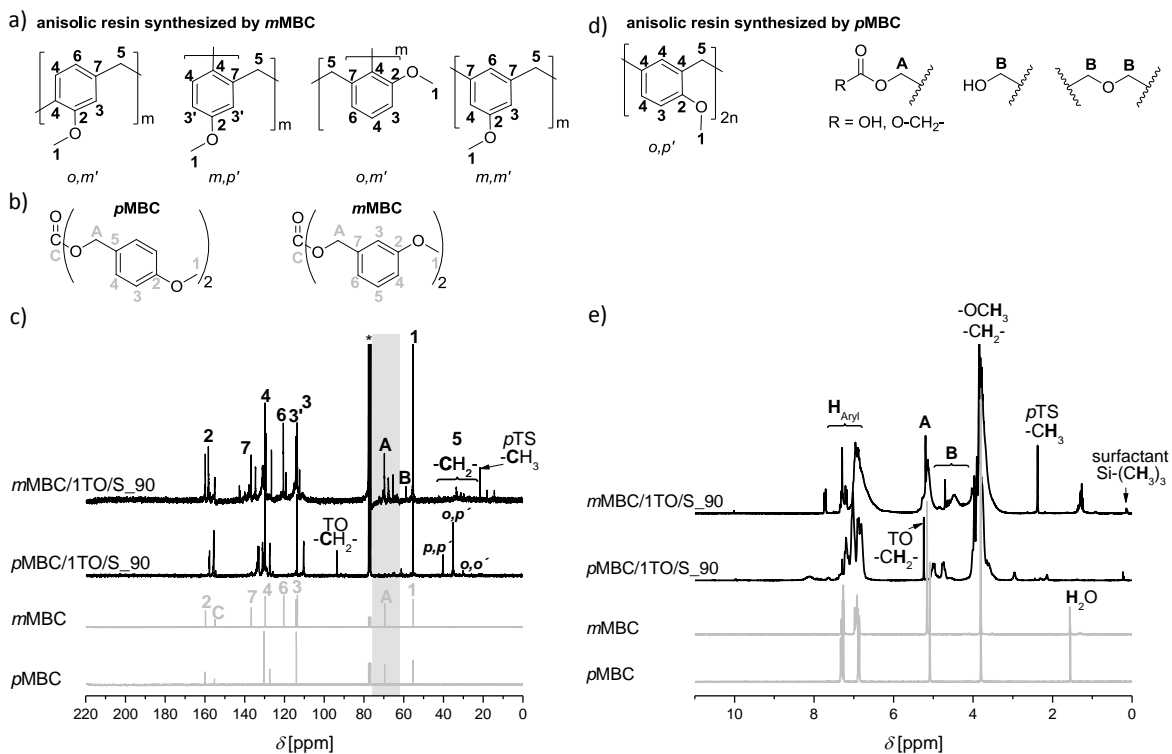 a) anisolic resin synthesized by mMBC
6 5
4 7
4 3
2
O
1
m
o,m'
4 5
4 7
3' 3'
2
O
1
m
m,p'
5 4 m
7 2 O
6 3 1
4
o,m'
6 5
7 7
4 3
2
O
1
m
m,m'
b) pMBC
O
C O A
5
4 3 2 O 1
2
mMBC
O
C O A
7 3 2 O 1
6 5 4
2
c)
2 7 4 6 3' 3 * A B 1
5
-CH2-
pTS
-CH3
mMBC/1TO/S_90
TO
-CH2-
p,p´ o,p´ o,o´
pMBC/1TO/S_90
2 C 7 4 6 3 A 1
mMBC
pMBC
220 200 180 160 140 120 100 80 60 40 20 0
δ [ppm]
d) anisolic resin synthesized by pMBC
4 5
4 4
4 3 2
O
1
2n
o,p'
O
R O A
R = OH, O-CH2-
HO B
B O B
e)
-OCH3
-CH2-
HAryl
A
B
pTS
-CH3
surfactant
Si-(CH3)3
mMBC/1TO/S_90
TO
-CH2-
pMBC/1TO/S_90
H2O
mMBC
pMBC
10 8 6 4 2 0
δ [ppm]